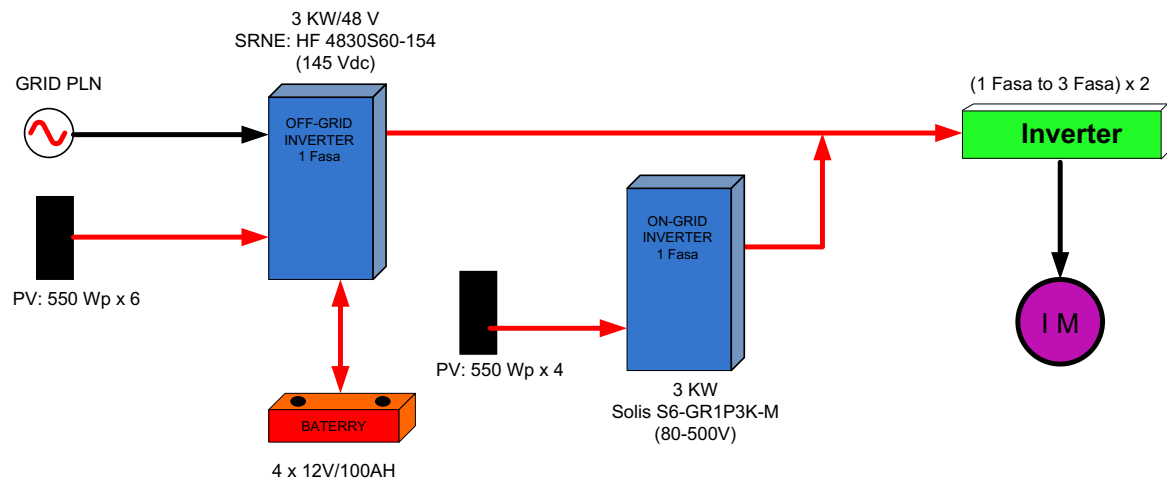 3 KW/48 V
SRNE: HF 4830S60-154
(145 Vdc)
GRID PLN
OFF-GRID
INVERTER
1 Fasa
PV: 550 Wp x 6
BATERRY
4 x 12V/100AH
ON-GRID
INVERTER
1 Fasa
PV: 550 Wp x 4
3 KW
Solis S6-GR1P3K-M
(80-500V)
(1 Fasa to 3 Fasa) x 2
Inverter
I M